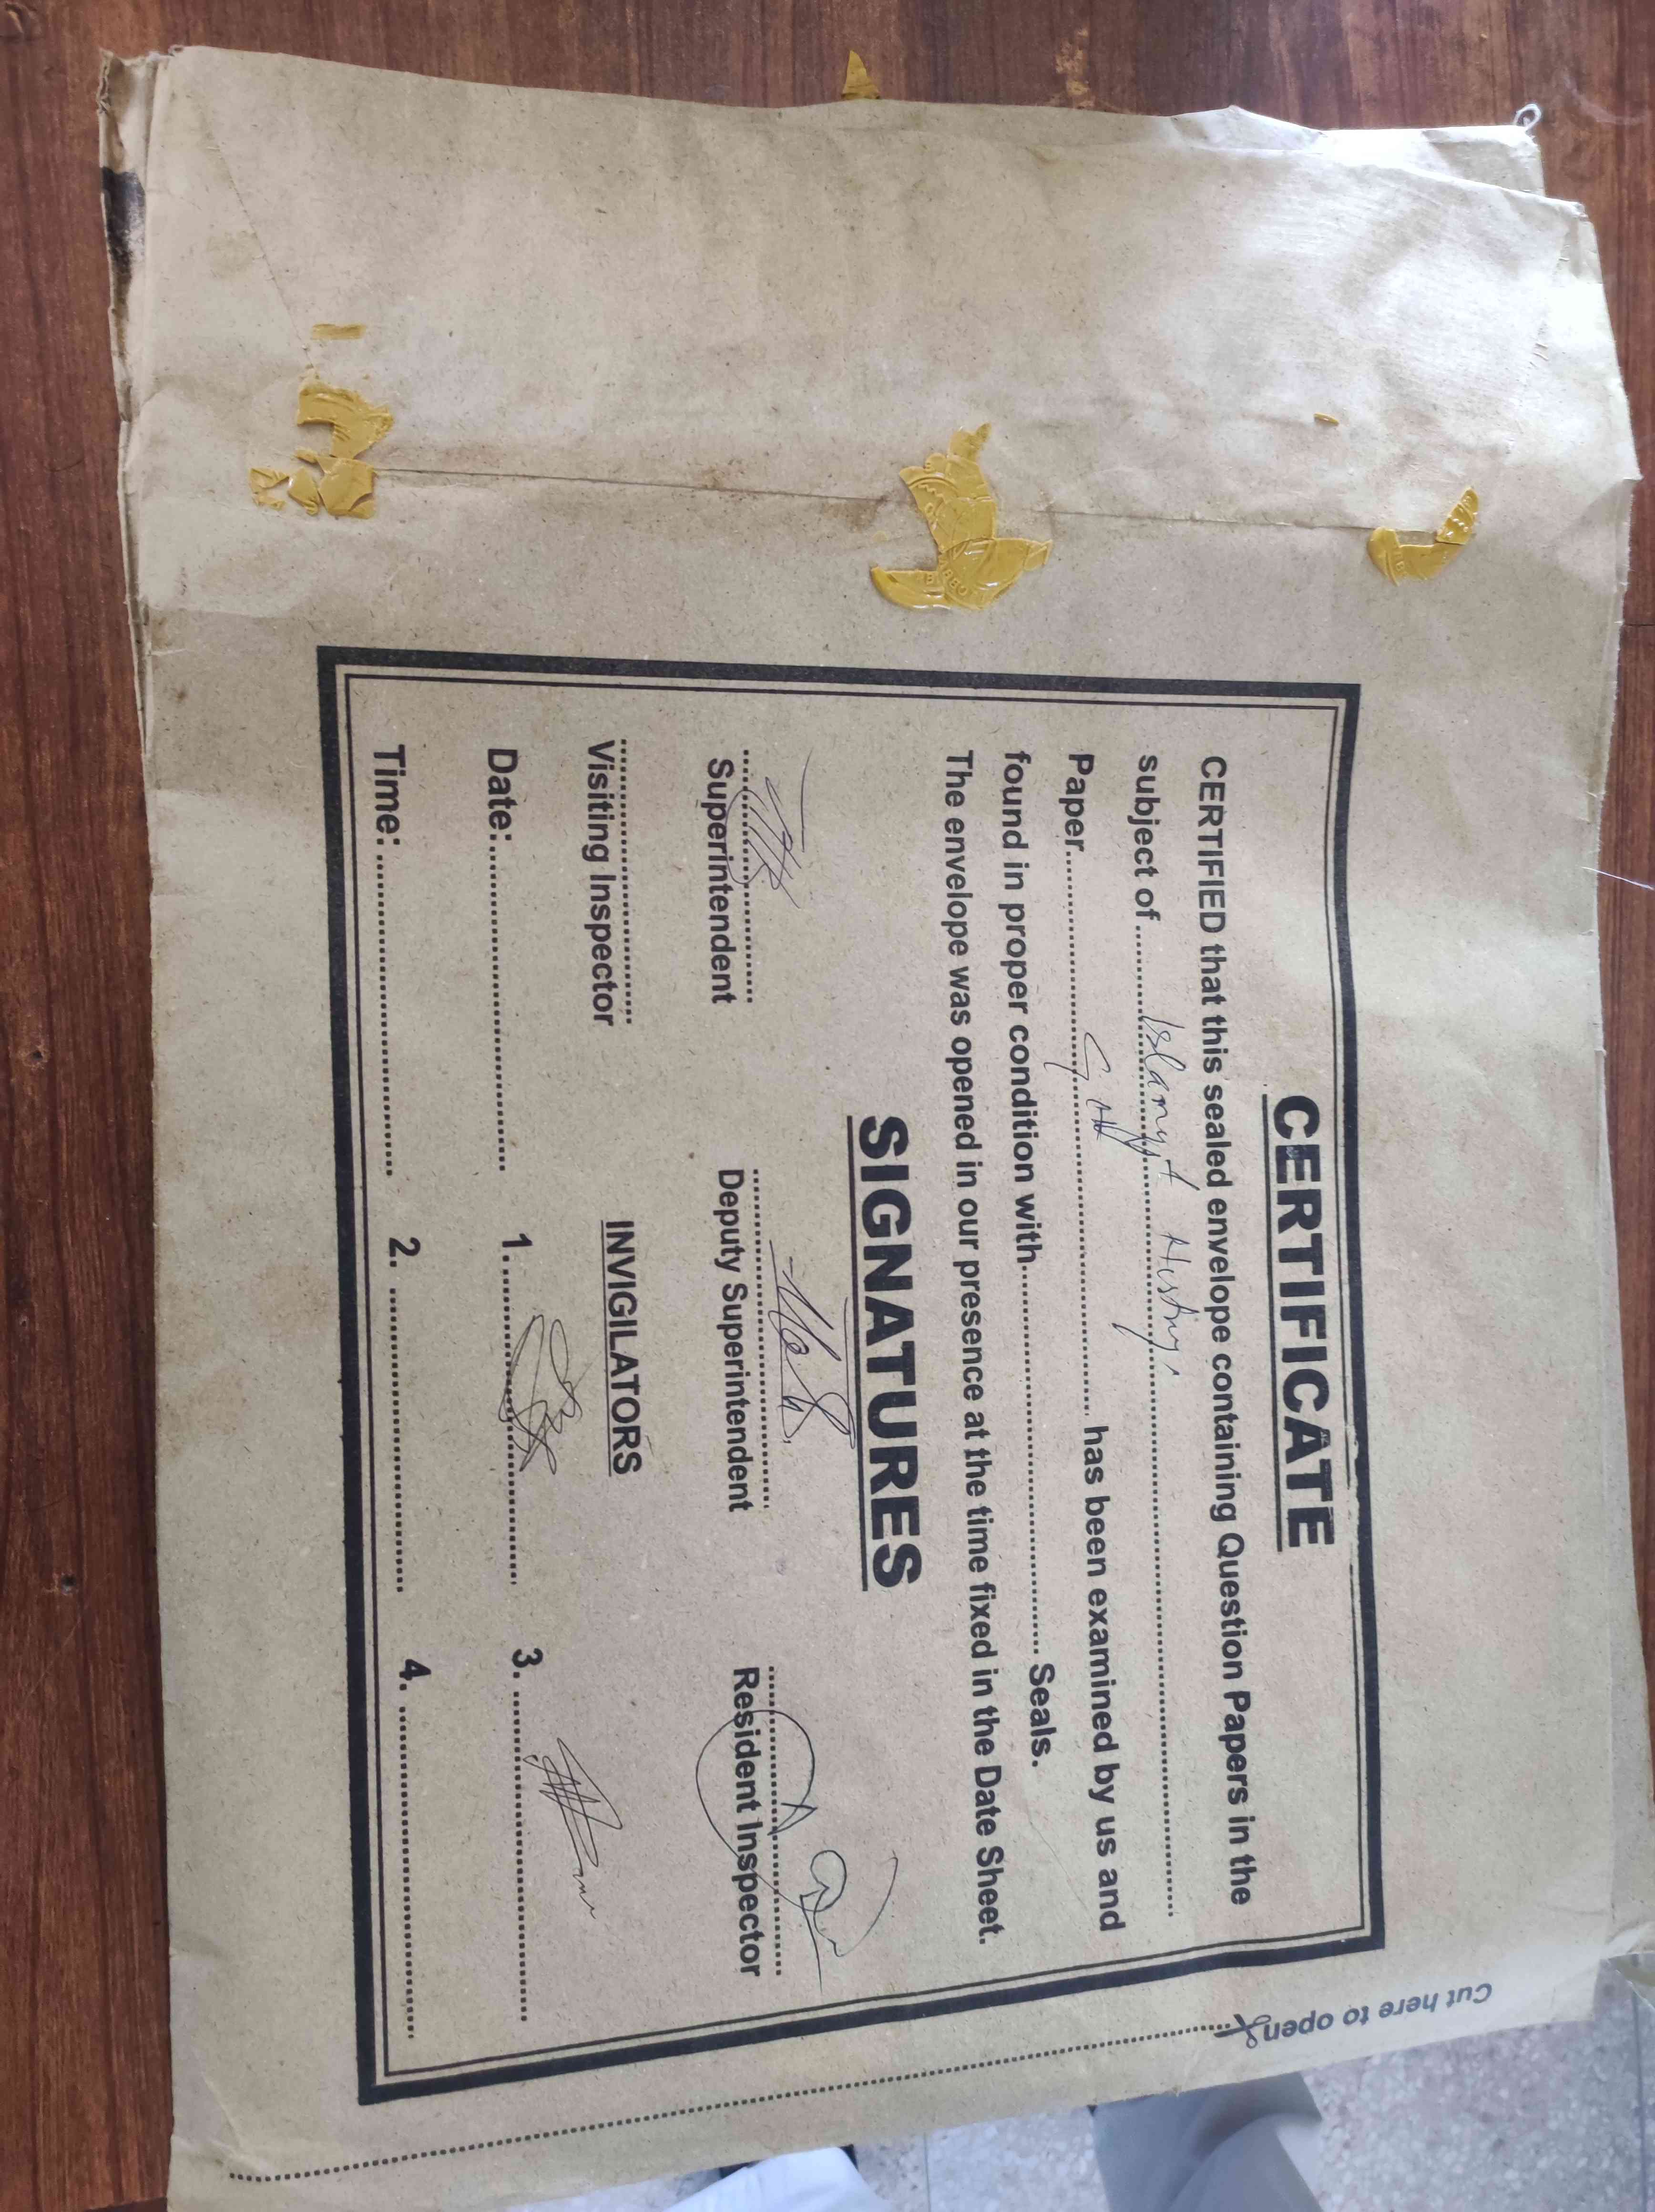 CERTIFICATE
CERTIFIED that this sealed envelope containing Question Papers in the
subject of.......... History..........
Paper.......... has been examined by us and
found in proper condition with.......... Seals.
The envelope was opened in our presence at the time fixed in the Date Sheet.
SIGNATURES
Superintendent Deputy Superintendent Resident Inspector
Visiting Inspector INVIGILATORS
Date:.......... 1........... 3. ..........
Time: .......... 2. .......... 4. ..........
Cut here to open